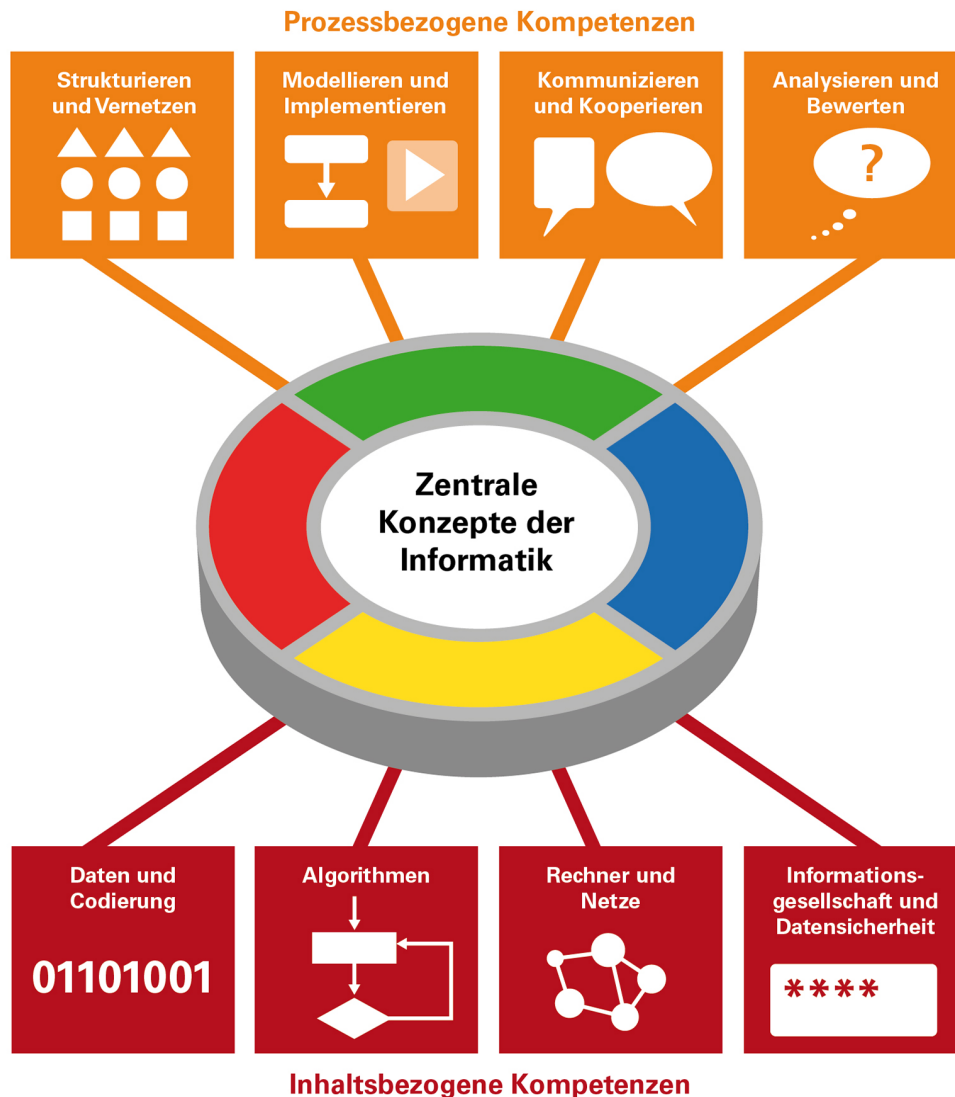 Prozessbezogene Kompetenzen
Strukturieren
und Vernetzen
Modellieren und
Implementieren
Kommunizieren
und Kooperieren
Analysieren und
Bewerten
?
Zentrale
Konzepte der
Informatik
Daten und
Codierung
01101001
Algorithmen
Rechner und
Netze
Informations-
gesellschaft und
Datensicherheit
****
Inhaltsbezogene Kompetenzen